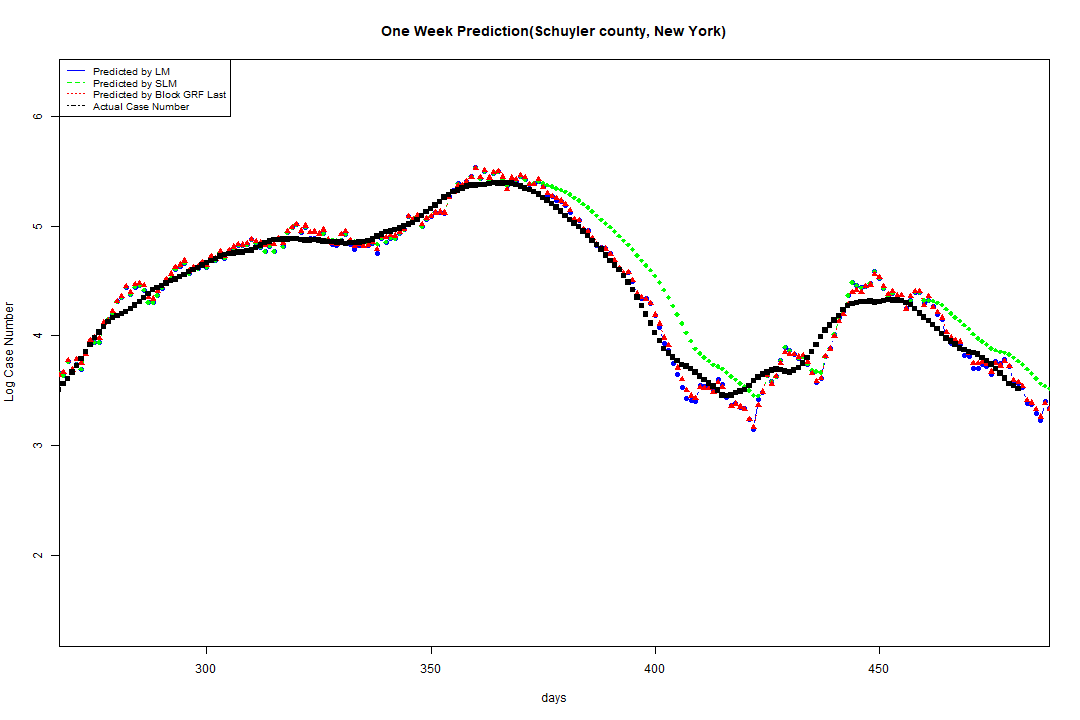 One Week Prediction(Schuyler county, New York)
Predicted by LM
Predicted by SLM
Predicted by Block GRF Last
Actual Case Number
6
5
4
3
2
Log Case Number
300 350 400 450
days